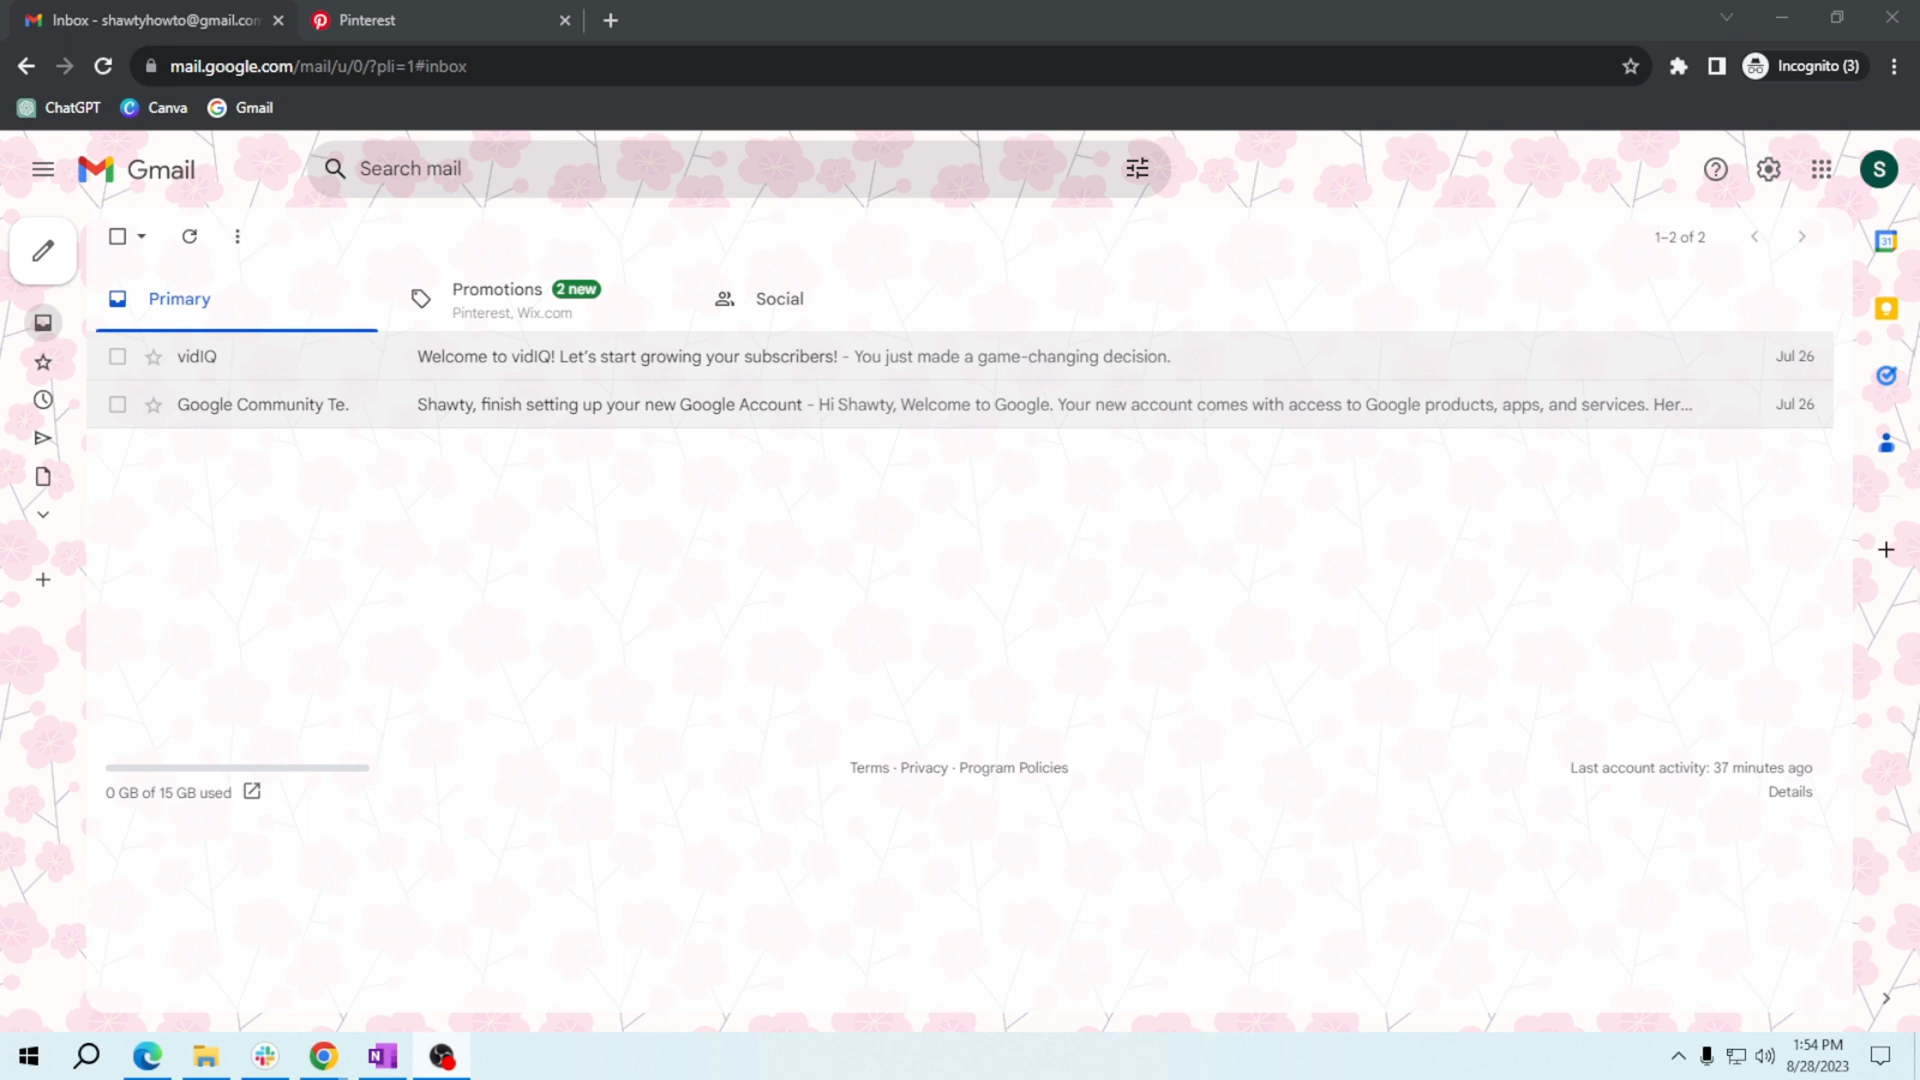 Inbox - shawtyhowto@gmail.com
Pinterest
mail.google.com/mail/u/0/?pli=1#inbox
Incognito (3)
ChatGPT
Canva
Gmail
Gmail
Search mail
S
1–2 of 2
31
Primary
Promotions 2 new
Pinterest, Wix.com
Social
vidIQ Welcome to vidIQ! Let's start growing your subscribers! - You just made a game-changing decision. Jul 26
Google Community Te. Shawty, finish setting up your new Google Account - Hi Shawty, Welcome to Google. Your new account comes with access to Google products, apps, and services. Her... Jul 26
0 GB of 15 GB used
Terms · Privacy · Program Policies
Last account activity: 37 minutes ago
Details
1:54 PM
8/28/2023